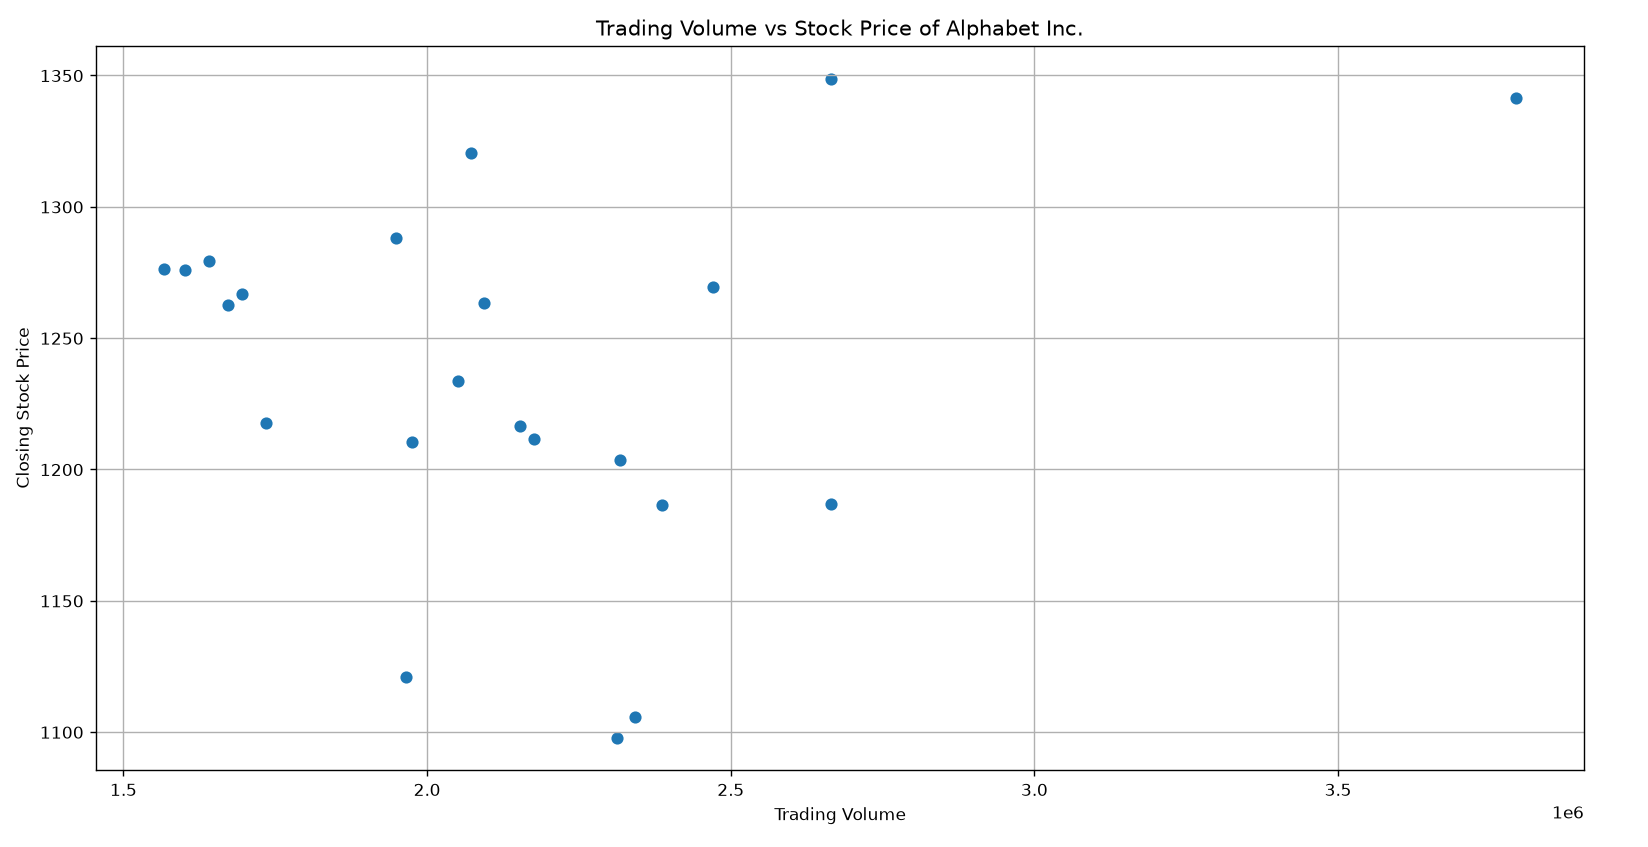 Trading Volume vs Stock Price of Alphabet Inc.
1350
1300
1250
1200
1150
1100
Closing Stock Price
1.5 2.0 2.5 3.0 3.5
Trading Volume
1e6